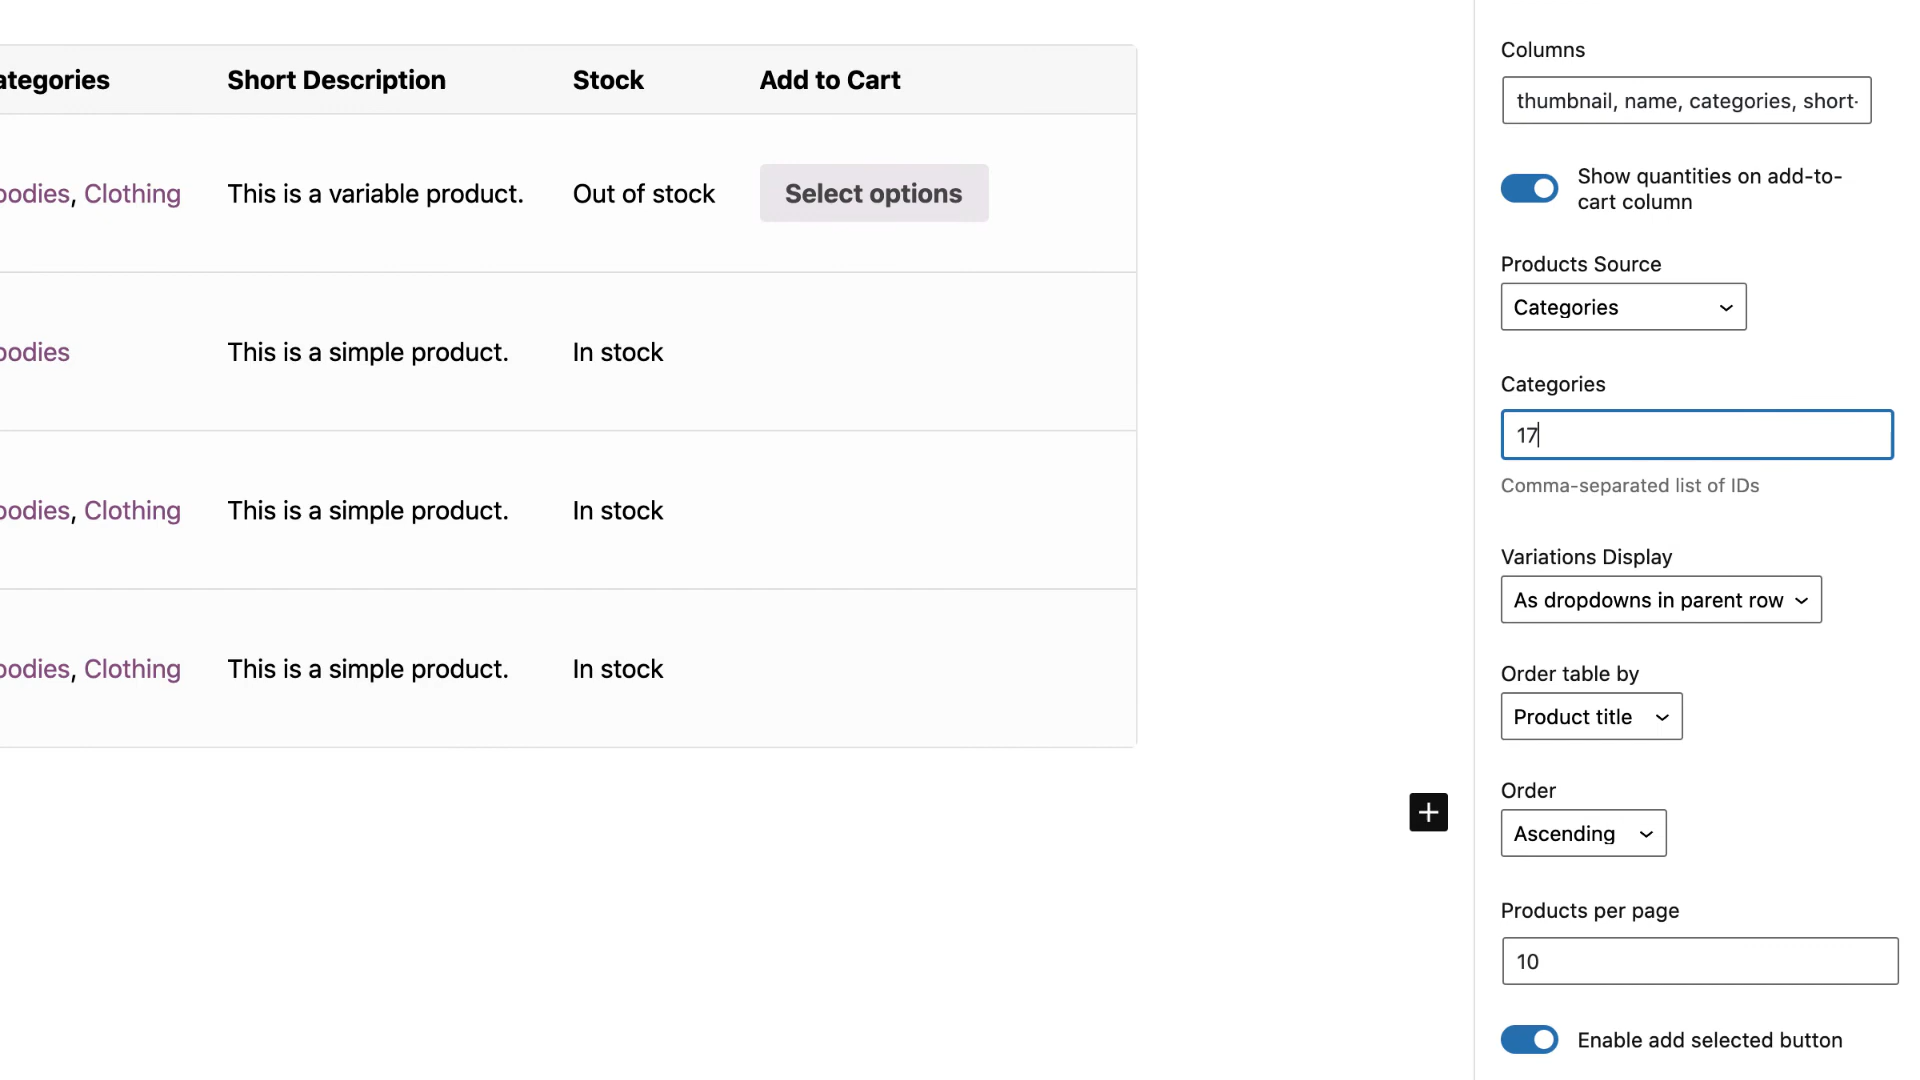 ategories Short Description Stock Add to Cart
oodies, Clothing This is a variable product. Out of stock Select options
oodies This is a simple product. In stock
oodies, Clothing This is a simple product. In stock
oodies, Clothing This is a simple product. In stock
Columns
thumbnail, name, categories, short-
Show quantities on add-to-
cart column
Products Source
Categories
Categories
17
Comma-separated list of IDs
Variations Display
As dropdowns in parent row
Order table by
Product title
Order
Ascending
Products per page
10
Enable add selected button